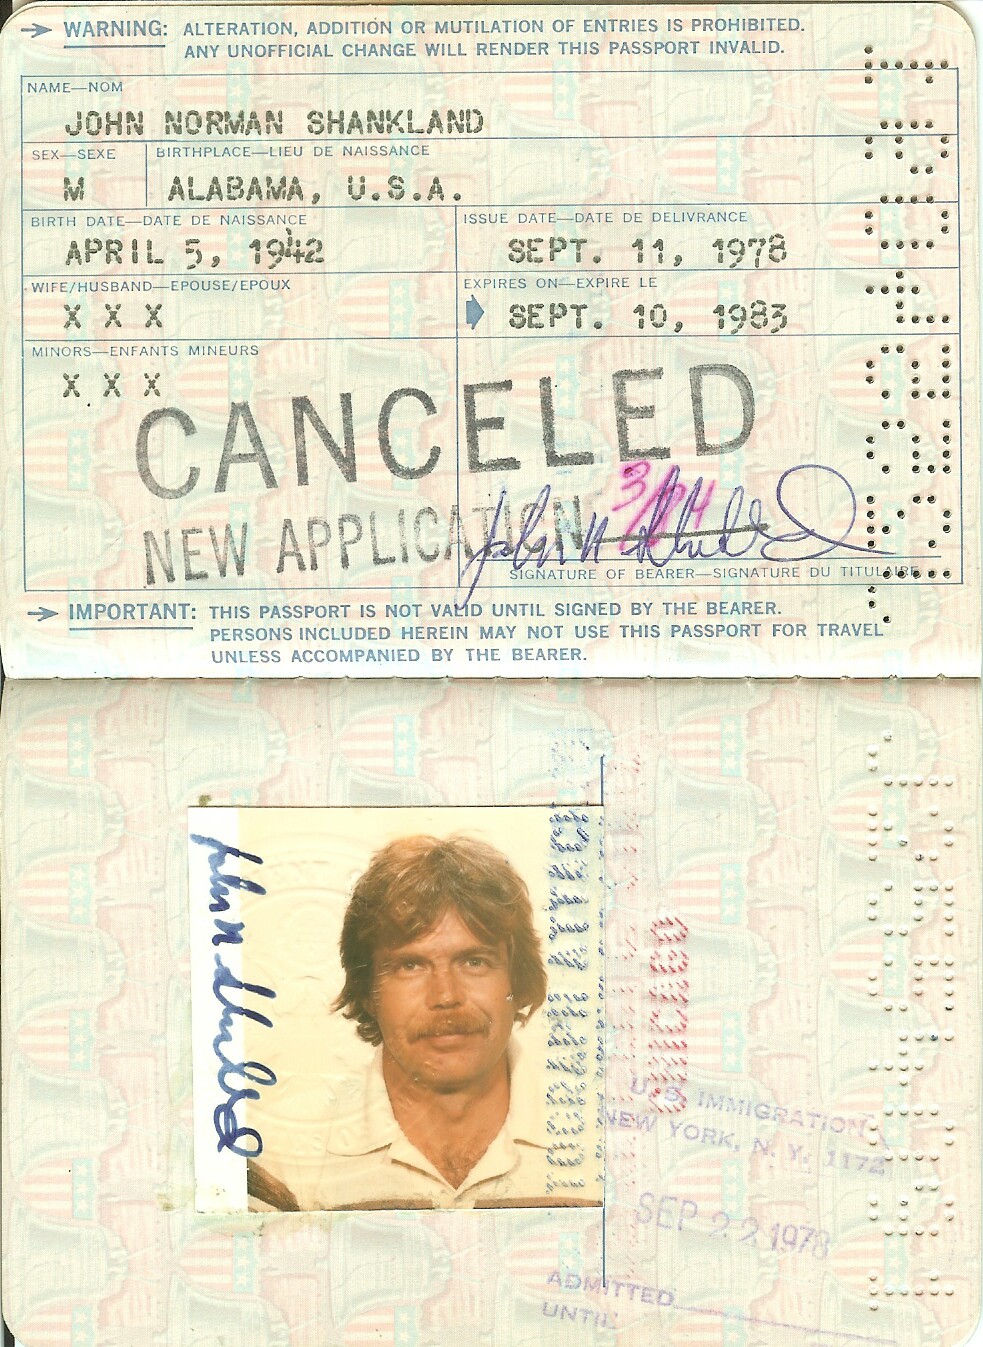 WARNING: ALTERATION, ADDITION OR MUTILATION OF ENTRIES IS PROHIBITED.
ANY UNOFFICIAL CHANGE WILL RENDER THIS PASSPORT INVALID.
NAME—NOM
JOHN NORMAN SHANKLAND
SEX—SEXE BIRTHPLACE—LIEU DE NAISSANCE
M ALABAMA, U.S.A.
BIRTH DATE—DATE DE NAISSANCE ISSUE DATE—DATE DE DELIVRANCE
APRIL 5, 1942 SEPT. 11, 1978
WIFE/HUSBAND—EPOUSE/EPOUX EXPIRES ON—EXPIRE LE
X X X SEPT. 10, 1983
MINORS—ENFANTS MINEURS
X X X
CANCELED
3/84
NEW APPLICATION
John N
SIGNATURE OF BEARER—SIGNATURE DU TITULAIRE
IMPORTANT: THIS PASSPORT IS NOT VALID UNTIL SIGNED BY THE BEARER.
PERSONS INCLUDED HEREIN MAY NOT USE THIS PASSPORT FOR TRAVEL
UNLESS ACCOMPANIED BY THE BEARER.
John N
U.S. IMMIGRATION
NEW YORK, N. Y. 1172
SEP 22 1978
ADMITTED
UNTIL